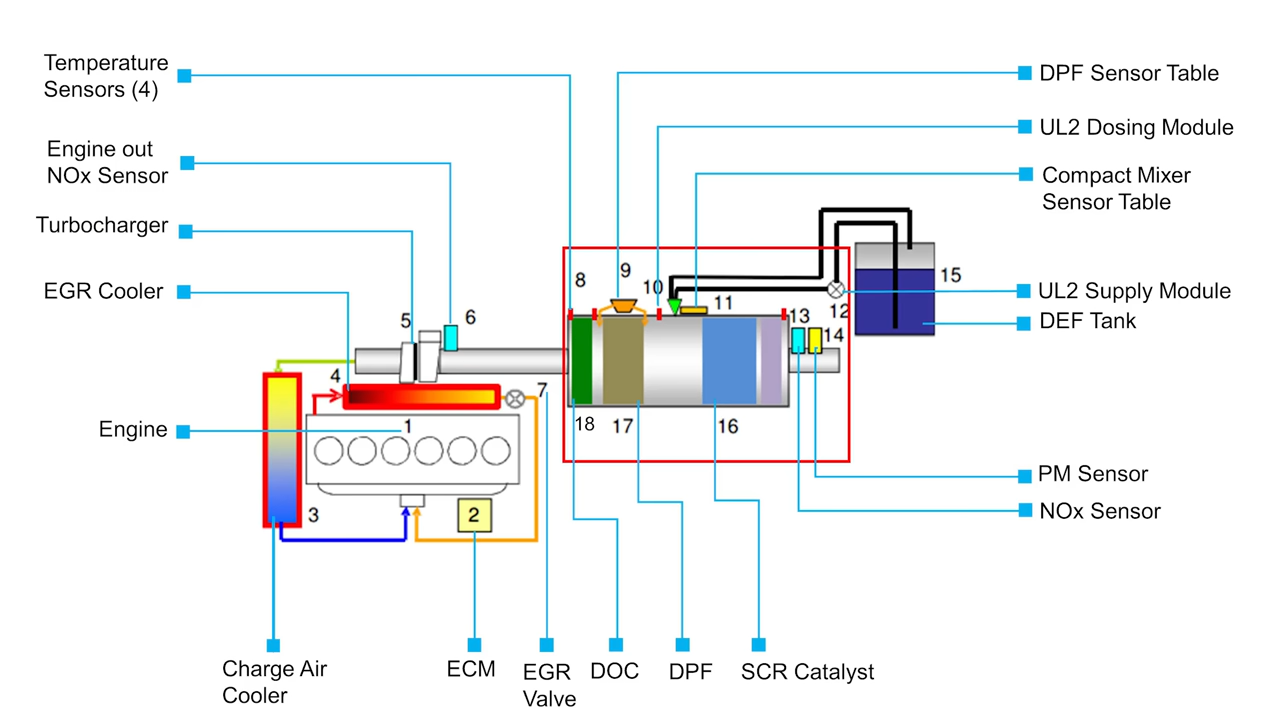 Temperature
Sensors (4)
DPF Sensor Table
UL2 Dosing Module
Engine out
NOx Sensor
Compact Mixer
Sensor Table
Turbocharger
EGR Cooler
8
9
10
11
15
UL2 Supply Module
12
13
14
DEF Tank
5
6
4
7
Engine
1
18
17
16
PM Sensor
NOx Sensor
3
2
Charge Air
Cooler
ECM
EGR
Valve
DOC
DPF
SCR Catalyst